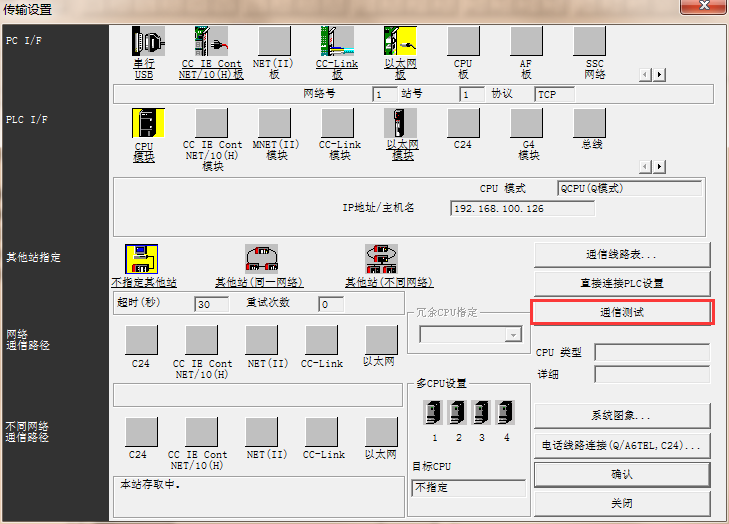 传输设置
PC I/F
串行 USB
CC IE Cont NET/10(H)板
NET(II) 板
CC-Link 板
以太网 板
CPU 板
AF 板
SSC 网络
网络号 1 站号 1 协议 TCP
PLC I/F
CPU 模块
CC IE Cont NET/10(H) 模块
MNET(II) 模块
CC-Link 模块
以太网 模块
C24
G4 模块
总线
CPU 模式 QCPU(Q模式)
IP地址/主机名 192.168.100.126
其他站指定
不指定其他站
其他站(同一网络)
其他站(不同网络)
超时(秒) 30 重试次数 0
网络
通信路径
C24
CC IE Cont NET/10(H)
NET(II)
CC-Link
以太网
不同网络
通信路径
C24
CC IE Cont NET/10(H)
NET(II)
CC-Link
以太网
本站存取中.
冗余CPU指定
多CPU设置
1 2 3 4
目标CPU
不指定
通信线路表...
直接连接PLC设置
通信测试
CPU 类型
详细
系统图象...
电话线路连接(Q/A6TEL,C24)...
确认
关闭